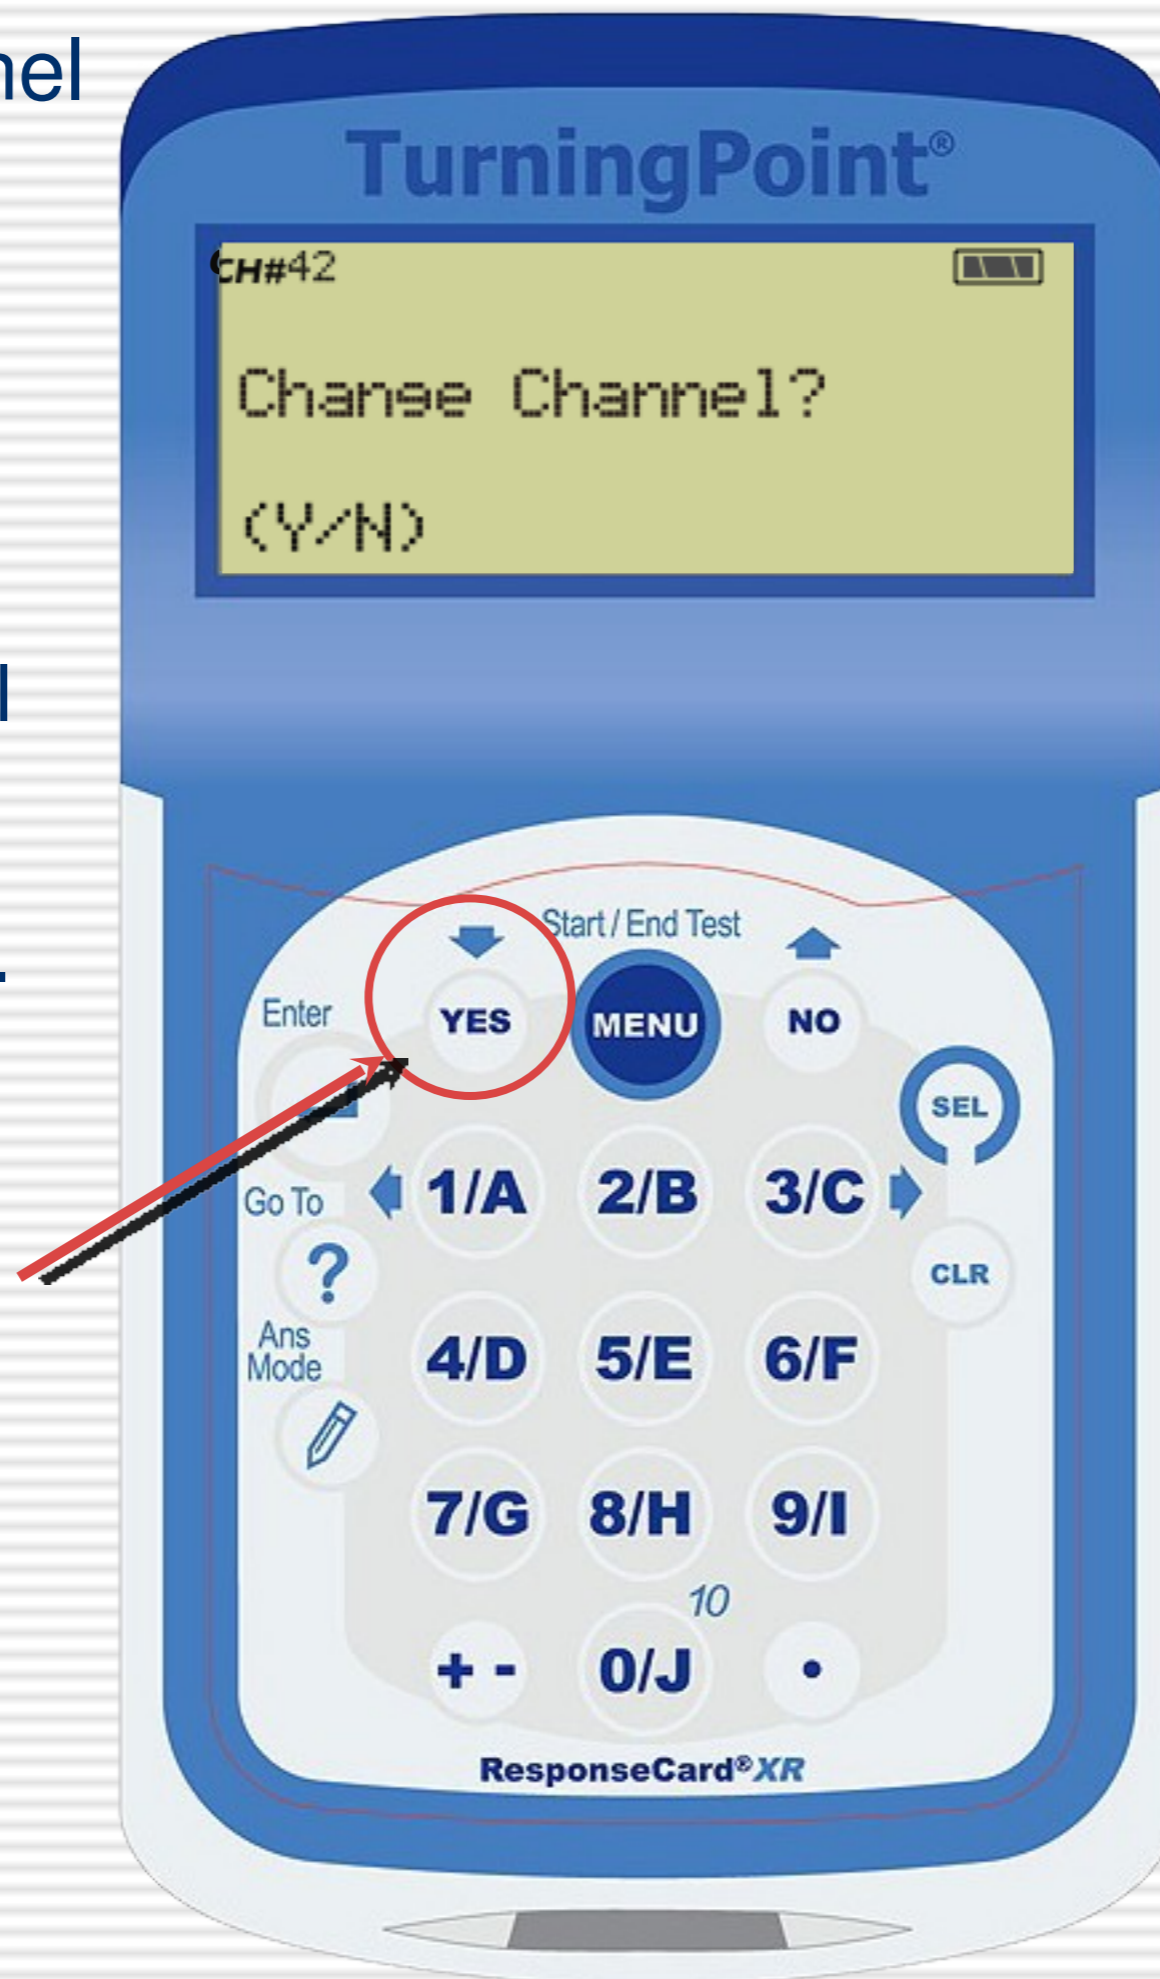 TurningPoint®
CH#42
Change Channel?
(Y/N)
Start / End Test
Enter
YES
MENU
NO
SEL
Go To
1/A
2/B
3/C
?
CLR
Ans
Mode
4/D
5/E
6/F
7/G
8/H
9/I
10
+ -
0/J
•
ResponseCard®XR